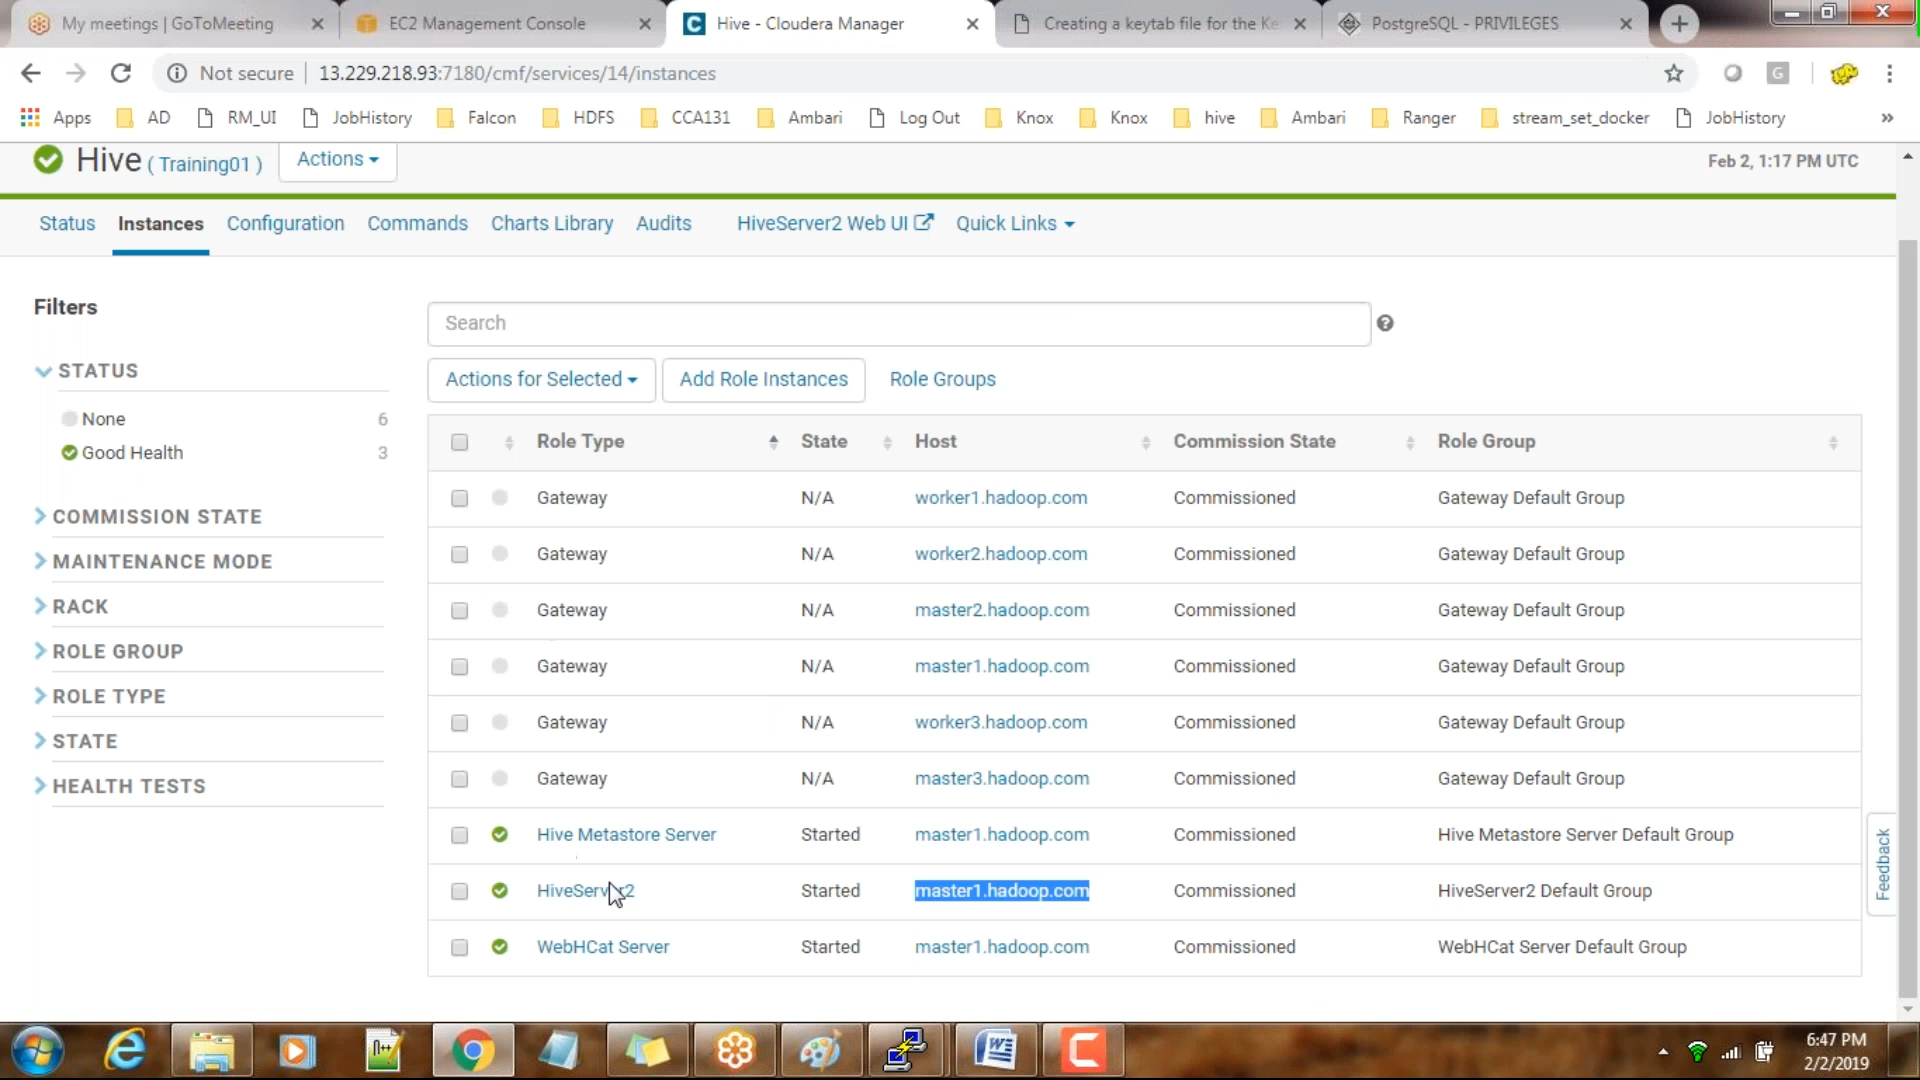 My meetings | GoToMeeting
EC2 Management Console
Hive - Cloudera Manager
Creating a keytab file for the Ke
PostgreSQL - PRIVILEGES
Not secure
13.229.218.93:7180/cmf/services/14/instances
G
Apps
AD
RM_UI
JobHistory
Falcon
HDFS
CCA131
Ambari
Log Out
Knox
Knox
hive
Ambari
Ranger
stream_set_docker
JobHistory
»
Hive ( Training01 )
Actions
Feb 2, 1:17 PM UTC
Status
Instances
Configuration
Commands
Charts Library
Audits
HiveServer2 Web UI
Quick Links
Filters
Search
STATUS
None 6
Good Health 3
COMMISSION STATE
MAINTENANCE MODE
RACK
ROLE GROUP
ROLE TYPE
STATE
HEALTH TESTS
Actions for Selected
Add Role Instances
Role Groups
Role Type State Host Commission State Role Group
Gateway N/A worker1.hadoop.com Commissioned Gateway Default Group
Gateway N/A worker2.hadoop.com Commissioned Gateway Default Group
Gateway N/A master2.hadoop.com Commissioned Gateway Default Group
Gateway N/A master1.hadoop.com Commissioned Gateway Default Group
Gateway N/A worker3.hadoop.com Commissioned Gateway Default Group
Gateway N/A master3.hadoop.com Commissioned Gateway Default Group
Hive Metastore Server Started master1.hadoop.com Commissioned Hive Metastore Server Default Group
HiveServer2 Started master1.hadoop.com Commissioned HiveServer2 Default Group
WebHCat Server Started master1.hadoop.com Commissioned WebHCat Server Default Group
Feedback
6:47 PM
2/2/2019